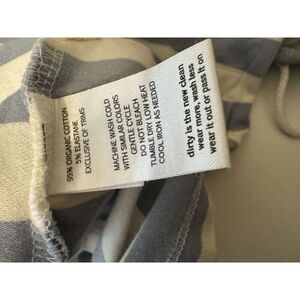 95% ORGANIC COTTON
5% ELASTANE
EXCLUSIVE OF TRIMS
MACHINE WASH COLD
WITH SIMILAR COLORS
GENTLE CYCLE
DO NOT BLEACH
TUMBLE DRY LOW HEAT
COOL IRON AS NEEDED
dirty is the new clean
wear more, wash less
wear it out or pass it on